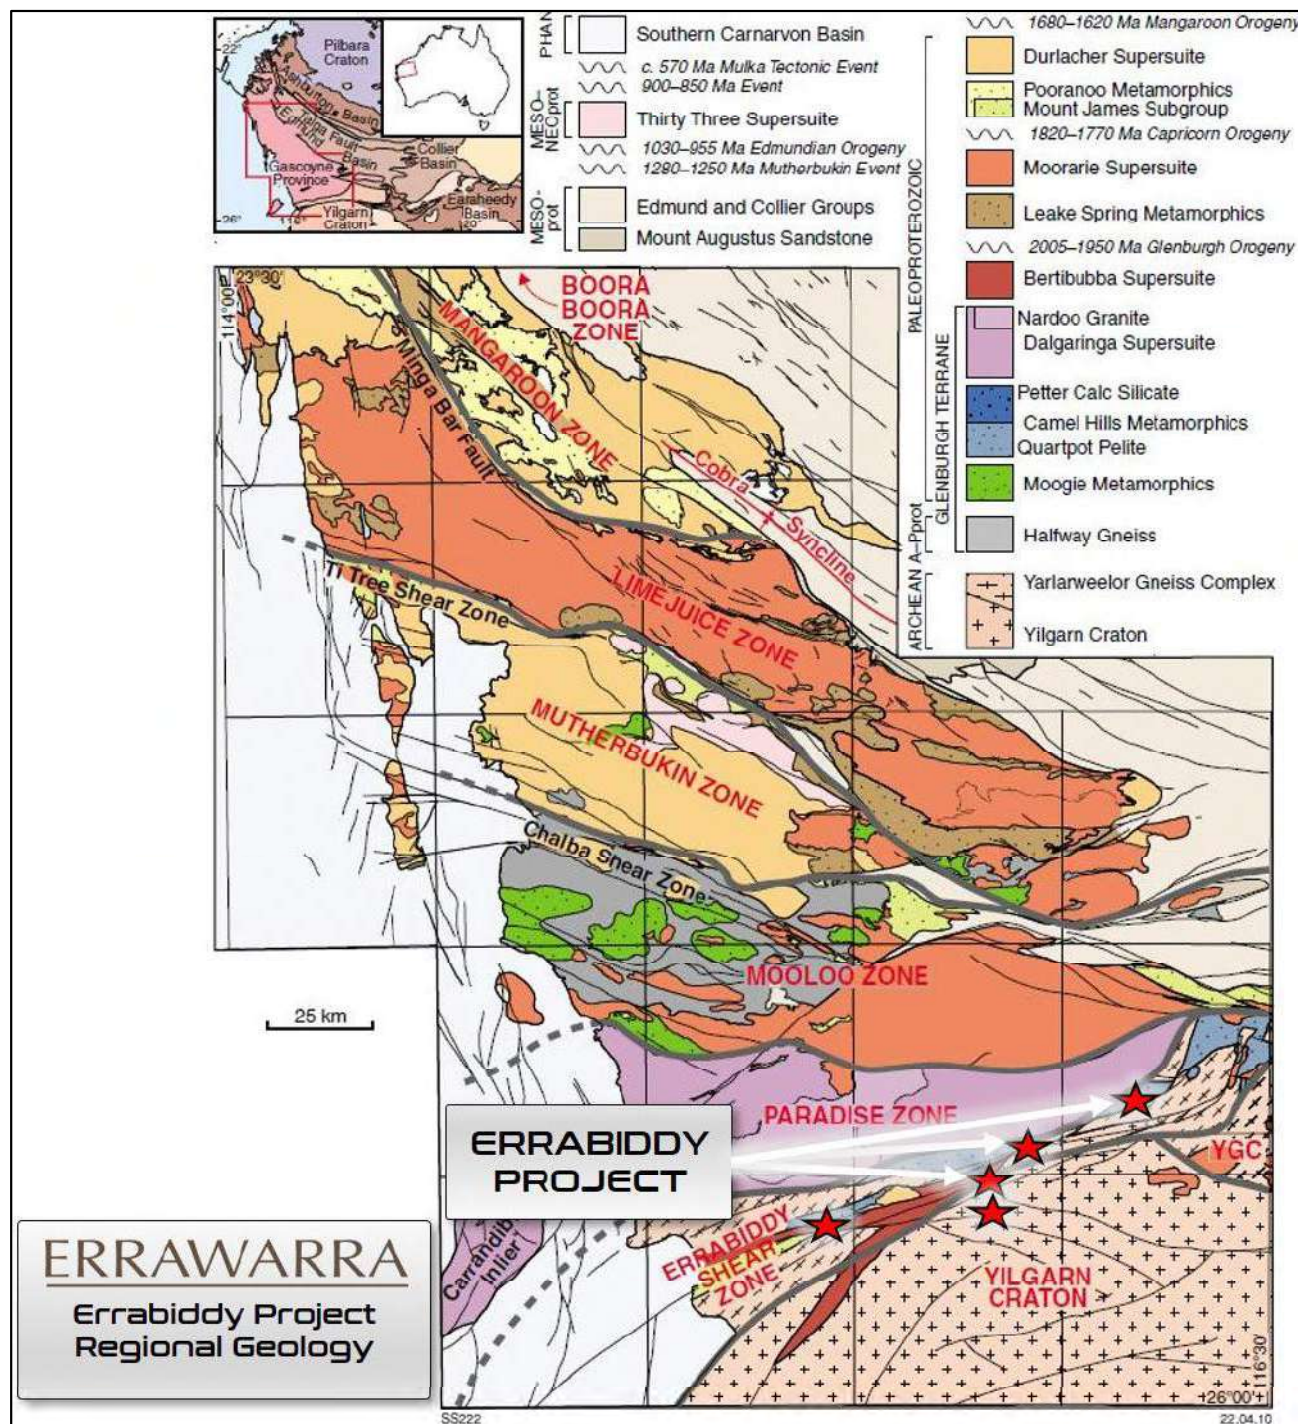 22°
Pilbara
Craton
Ashburton Basin
Talga Fault
Edmund
Basin
Collier
Basin
Gascoyne
Province
Earaheedy
Basin
Yilgarn
Craton
26°
116°
20°
PHAN
Southern Carnarvon Basin
c. 570 Ma Mulka Tectonic Event
900–850 Ma Event
MESO–
NEOprot
Thirty Three Supersuite
1030–955 Ma Edmundian Orogeny
1280–1250 Ma Mutherbukin Event
MESO-
prot
Edmund and Collier Groups
Mount Augustus Sandstone
1680–1620 Ma Mangaroon Orogeny
PALEOPROTEROZOIC
Durlacher Supersuite
Pooranoo Metamorphics
Mount James Subgroup
1820–1770 Ma Capricorn Orogeny
Moorarie Supersuite
Leake Spring Metamorphics
2005–1950 Ma Glenburgh Orogeny
Bertibubba Supersuite
GLENBURGH TERRANE
Nardoo Granite
Dalgaringa Supersuite
Petter Calc Silicate
Camel Hills Metamorphics
Quartpot Pelite
Moogie Metamorphics
A–Pprot
Halfway Gneiss
ARCHEAN
Yarlarweelor Gneiss Complex
Yilgarn Craton
23°30'
114°00'
BOORA
BOORA
ZONE
MANGAROON ZONE
Minga Bar Fault
Cobra
Syncline
Ti Tree Shear Zone
LIMEJUICE ZONE
MUTHERBUKIN ZONE
Chalba Shear Zone
MOOLOO ZONE
25 km
PARADISE ZONE
ERRABIDDY
PROJECT
YGC
ERRABIDDY
SHEAR
ZONE
YILGARN
CRATON
Carrandibby
Inlier
ERRAWARRA
Errabiddy Project
Regional Geology
116°30'
26°00'
SS222
22.04.10